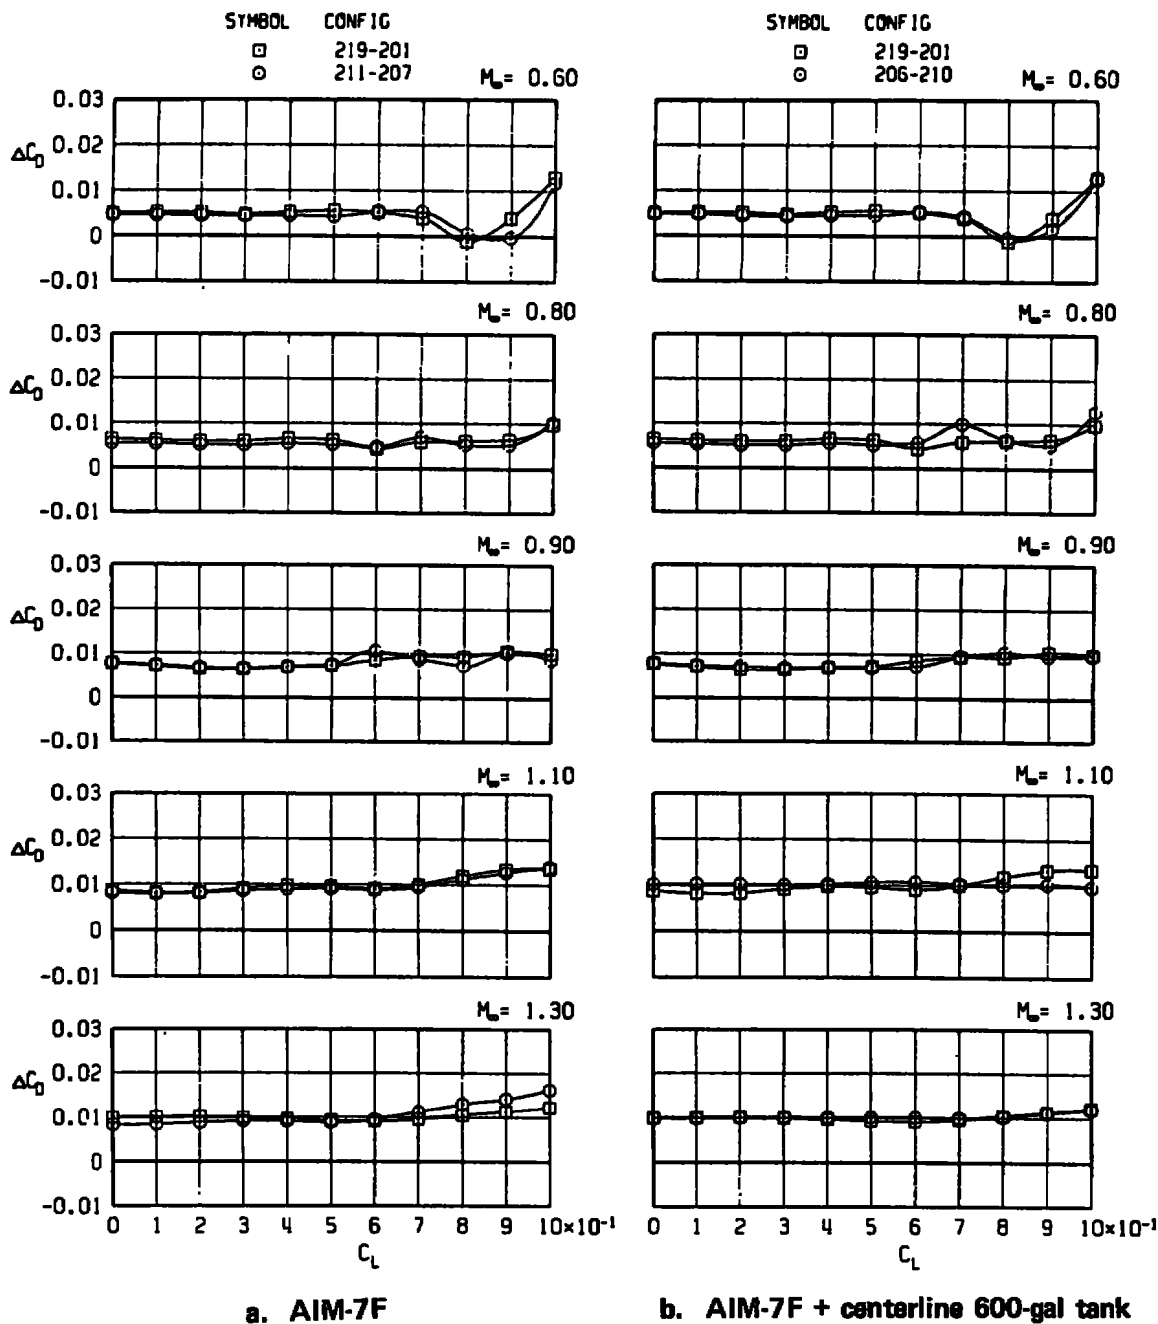 SYMBOL CONFIG
219-201
211-207
M∞= 0.60
0.03
0.02
ΔC_D
0.01
0
-0.01
M∞= 0.80
0.03
0.02
ΔC_D
0.01
0
-0.01
M∞= 0.90
0.03
0.02
ΔC_D
0.01
0
-0.01
M∞= 1.10
0.03
0.02
ΔC_D
0.01
0
-0.01
M∞= 1.30
0.03
0.02
ΔC_D
0.01
0
-0.01
0 1 2 3 4 5 6 7 8 9 10×10⁻¹
C_L
a. AIM-7F
SYMBOL CONFIG
219-201
206-210
M∞= 0.60
M∞= 0.80
M∞= 0.90
M∞= 1.10
M∞= 1.30
0 1 2 3 4 5 6 7 8 9 10×10⁻¹
C_L
b. AIM-7F + centerline 600-gal tank